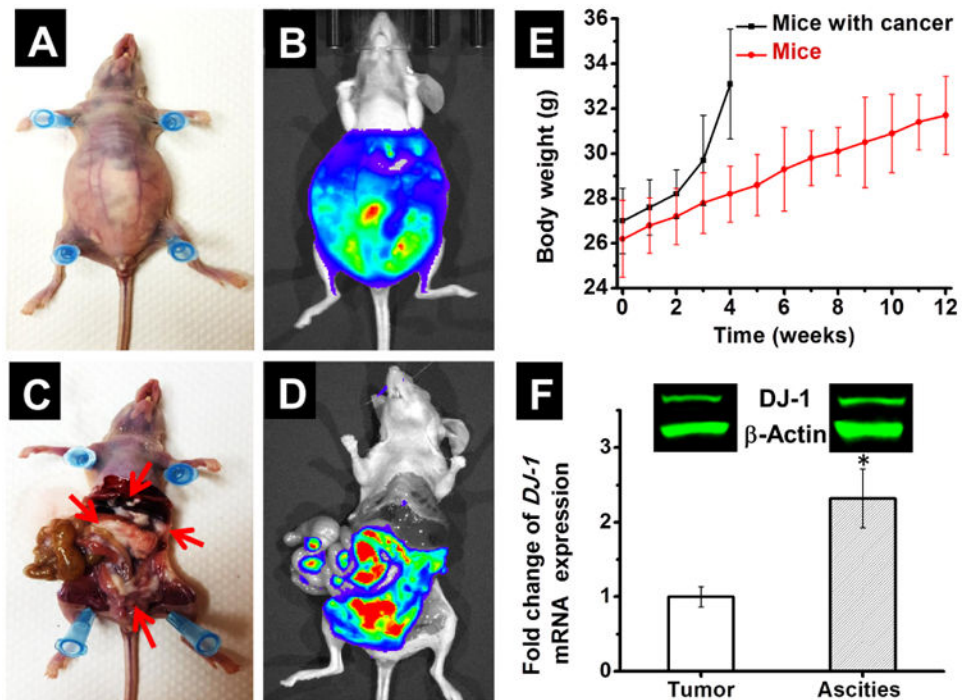 A
B
E
Mice with cancer
Mice
36
34
32
30
28
26
24
Body weight (g)
0 2 4 6 8 10 12
Time (weeks)
C
D
F
DJ-1
β-Actin
*
3
2
1
0
Fold change of DJ-1
mRNA expression
Tumor
Ascities